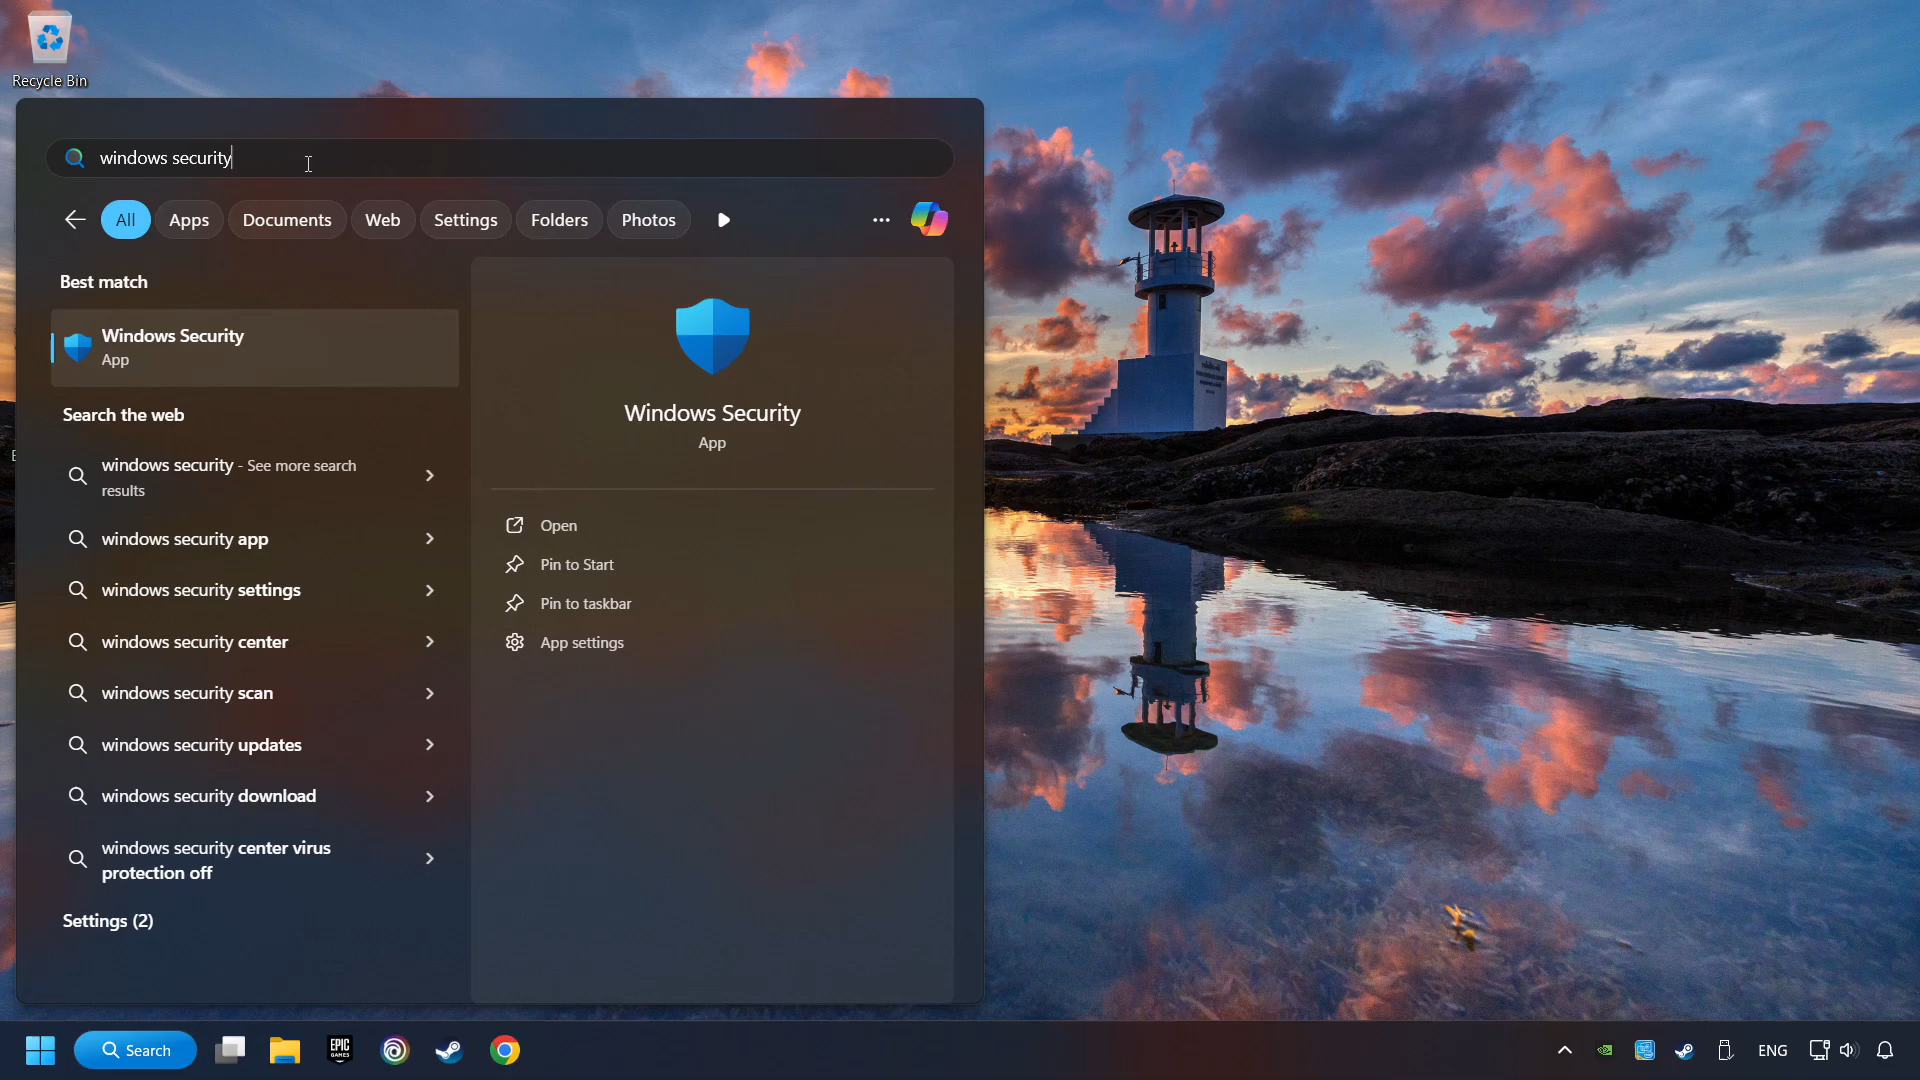 Recycle Bin
windows security
All
Apps
Documents
Web
Settings
Folders
Photos
Best match
Windows Security
App
Search the web
windows security - See more search
results
windows security app
windows security settings
windows security center
windows security scan
windows security updates
windows security download
windows security center virus
protection off
Settings (2)
Windows Security
App
Open
Pin to Start
Pin to taskbar
App settings
Search
EPIC
GAMES
ENG